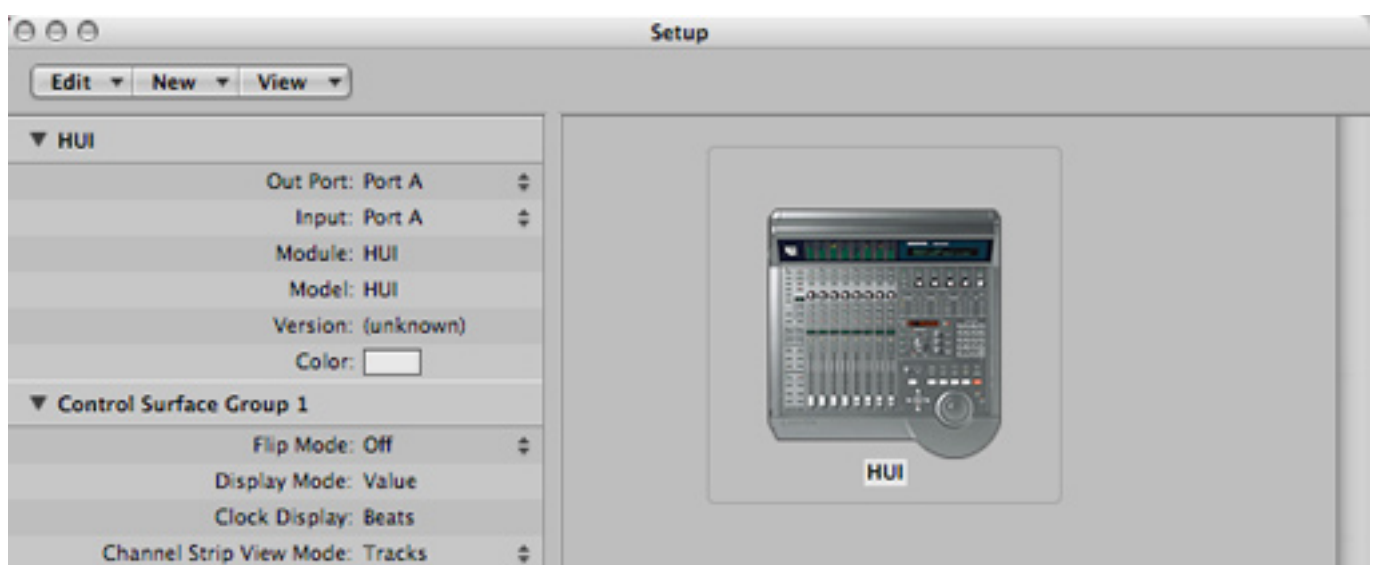 Setup
Edit New View
HUI
Out Port: Port A
Input: Port A
Module: HUI
Model: HUI
Version: (unknown)
Color:
Control Surface Group 1
Flip Mode: Off
Display Mode: Value
Clock Display: Beats
Channel Strip View Mode: Tracks
HUI